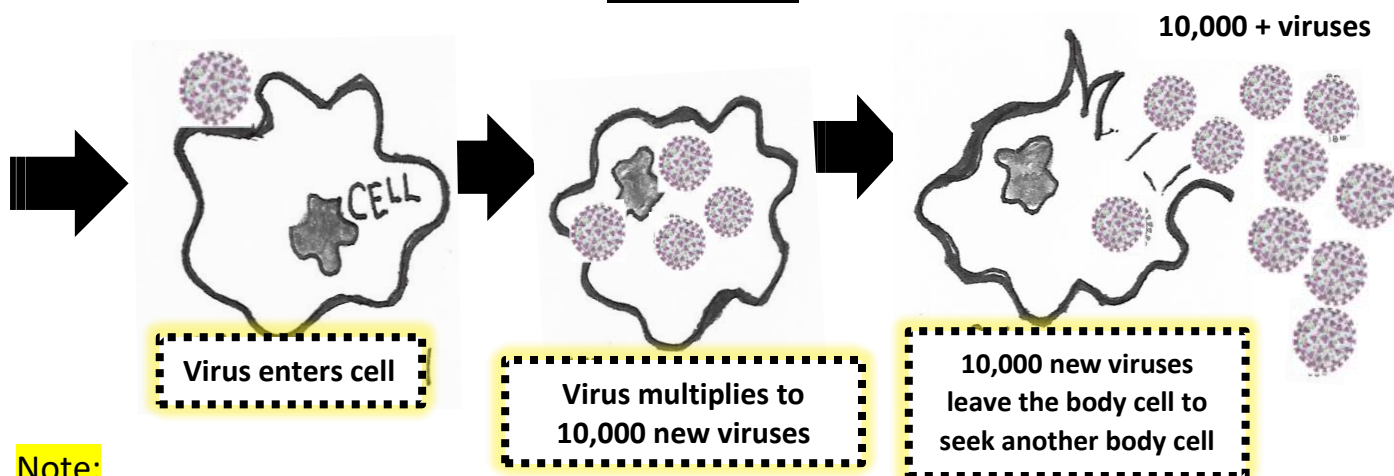 10,000 + viruses
CELL
Virus enters cell
Virus multiplies to
10,000 new viruses
10,000 new viruses
leave the body cell to
seek another body cell
Note: